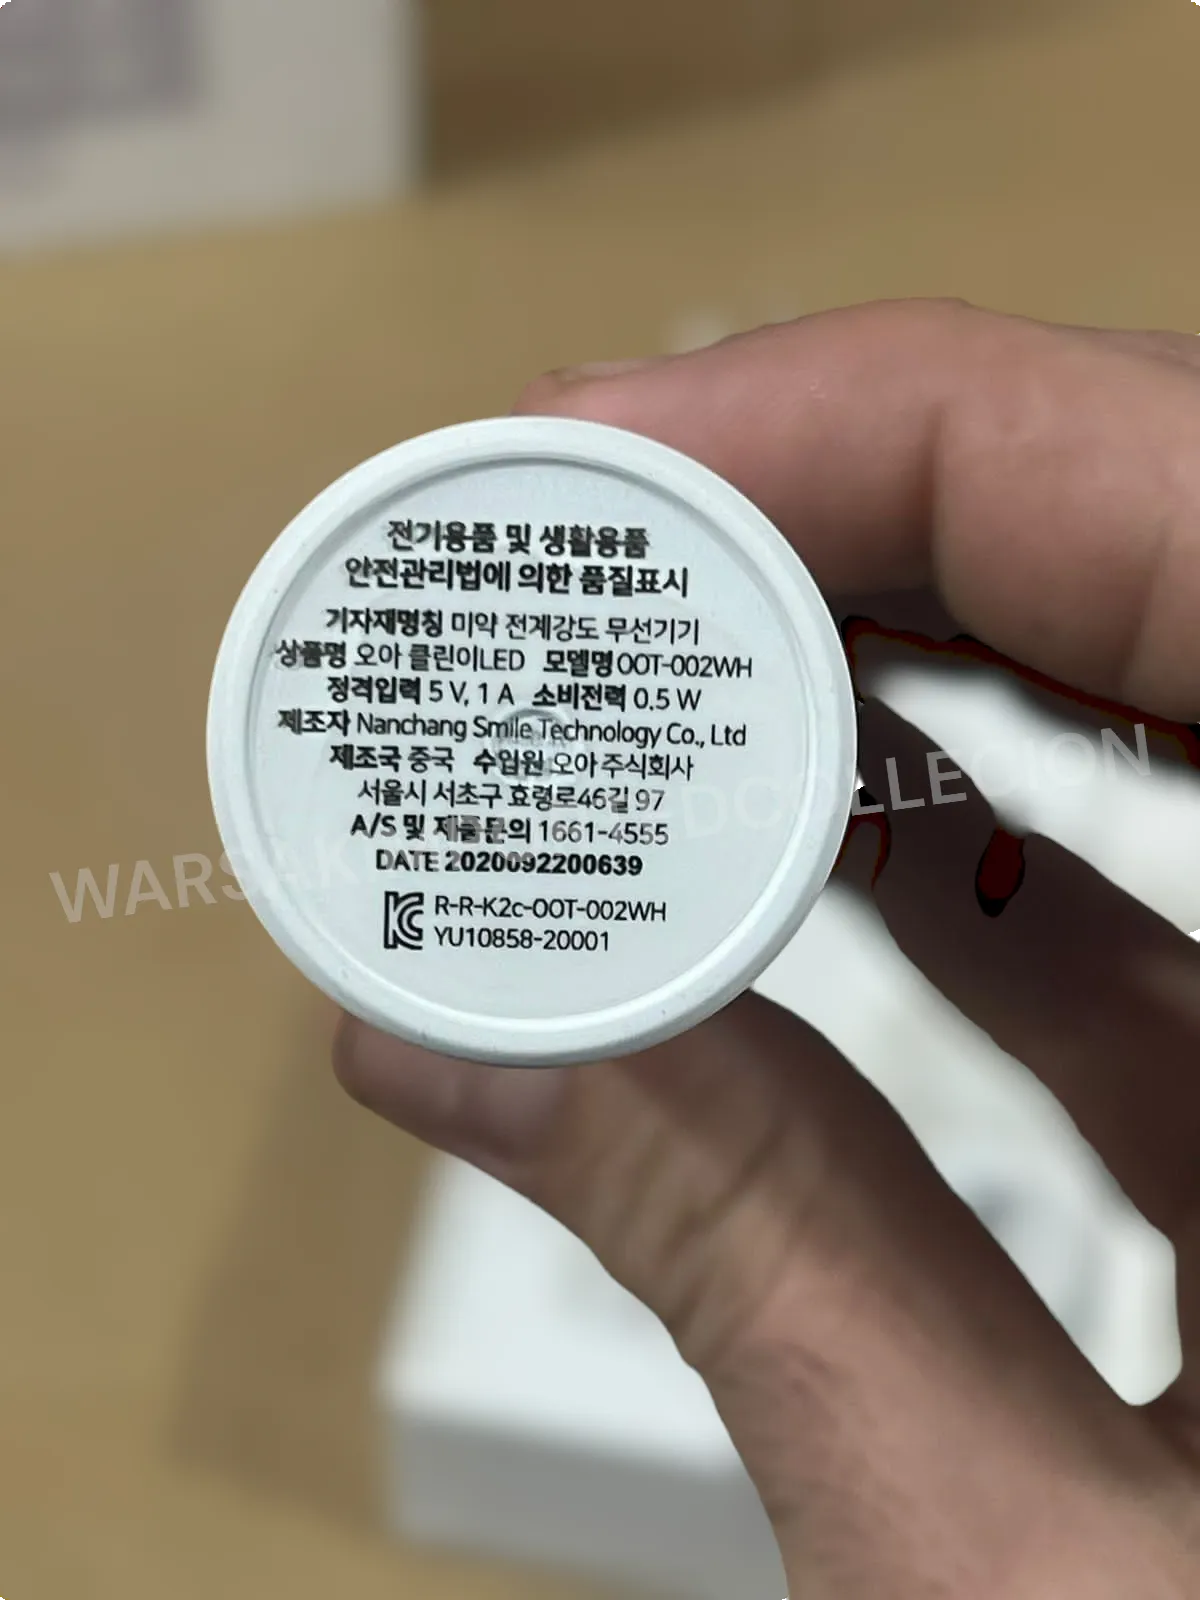 전기용품 및 생활용품
안전관리법에 의한 품질표시
기자재명칭 미약 전계강도 무선기기
상품명 오아 클린이LED 모델명 OOT-002WH
정격입력 5 V, 1 A 소비전력 0.5 W
제조자 Nanchang Smile Technology Co., Ltd
제조국 중국 수입원 오아 주식회사
서울시 서초구 효령로46길 97
A/S 및 제품문의 1661-4555
DATE 2020092200639
R-R-K2c-OOT-002WH
YU10858-20001
DCOLLECION